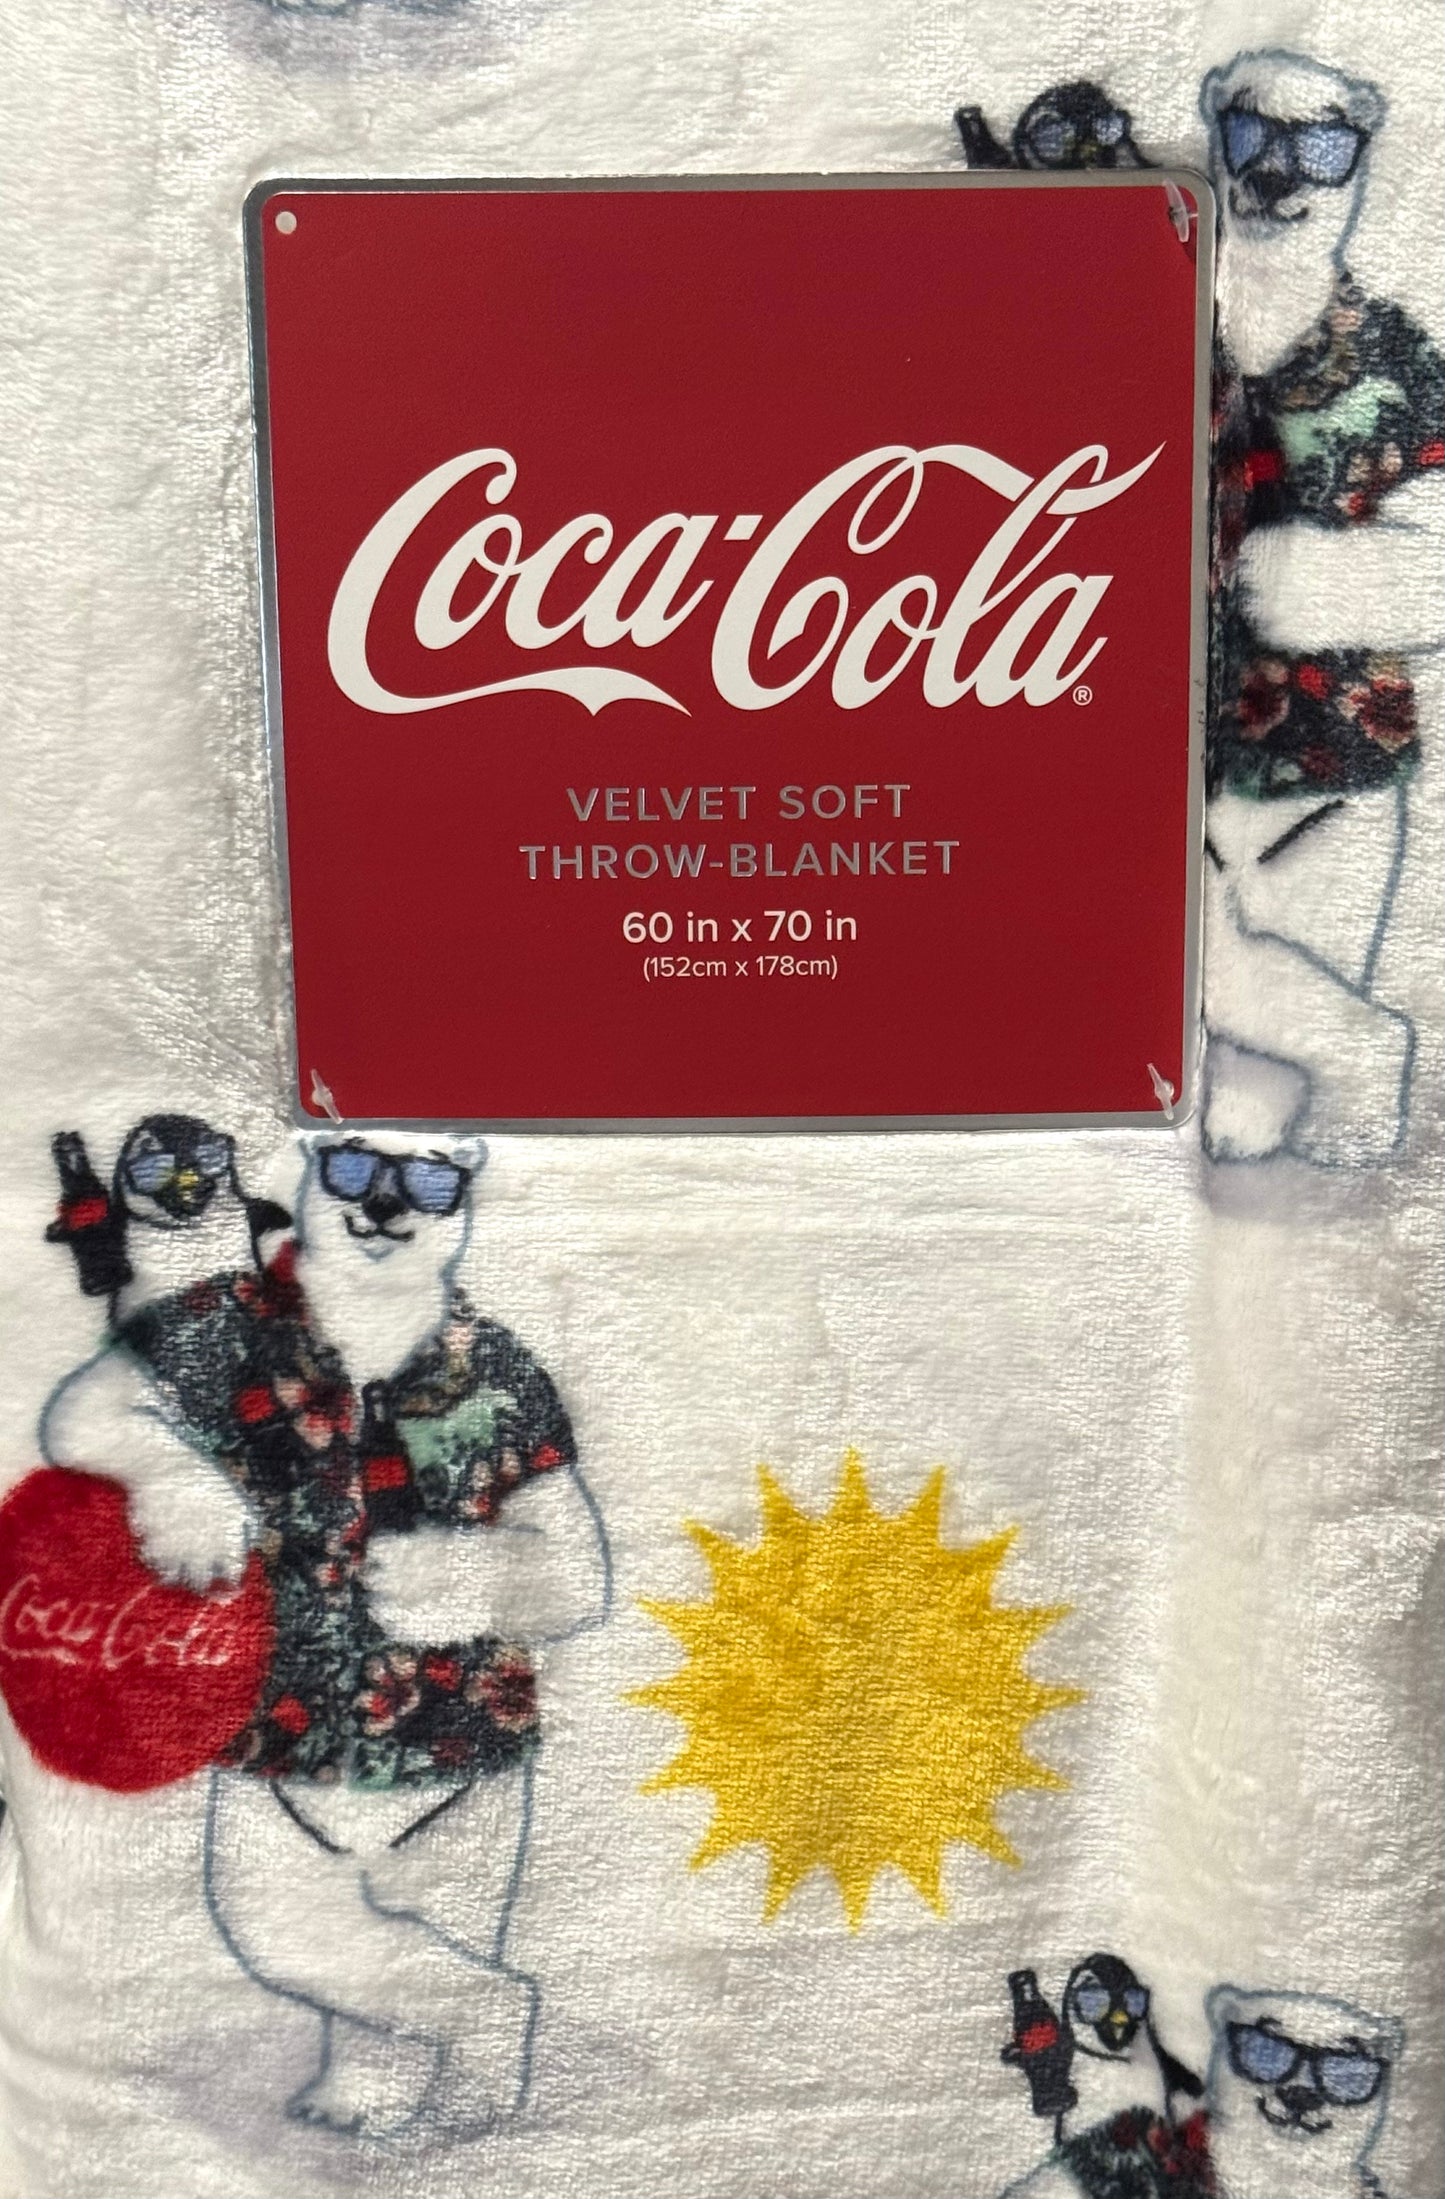 Coca-Cola®
VELVET SOFT
THROW-BLANKET
60 in x 70 in
(152cm x 178cm)
Coca-Cola